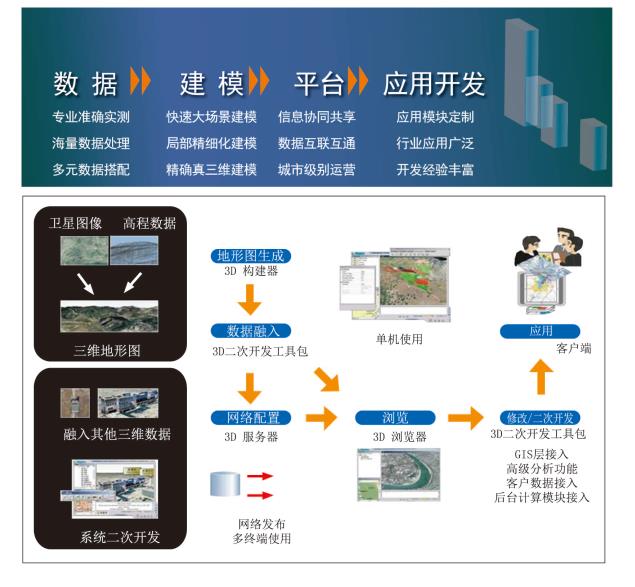 数据 建模 平台 应用开发
专业准确实测 快速大场景建模 信息协同共享 应用模块定制
海量数据处理 局部精细化建模 数据互联互通 行业应用广泛
多元数据搭配 精确真三维建模 城市级别运营 开发经验丰富
卫星图像 高程数据
三维地形图
融入其他三维数据
系统二次开发
地形图生成
3D 构建器
数据融入
3D二次开发工具包
网络配置
3D 服务器
网络发布
多终端使用
单机使用
浏览
3D 浏览器
应用
客户端
修改/二次开发
3D二次开发工具包
GIS层接入
高级分析功能
客户数据接入
后台计算模块接入